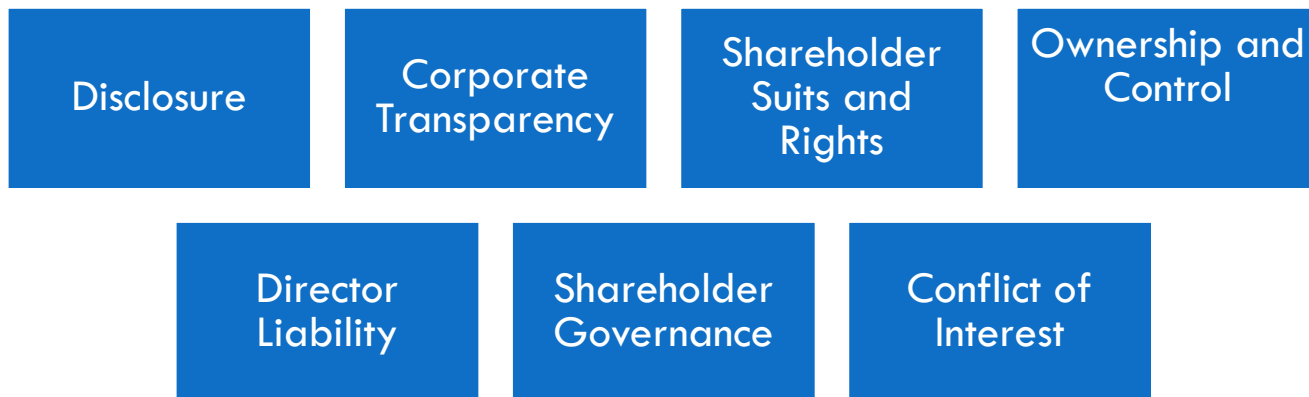 Disclosure
Corporate
Transparency
Shareholder
Suits and
Rights
Ownership and
Control
Director
Liability
Shareholder
Governance
Conflict of
Interest